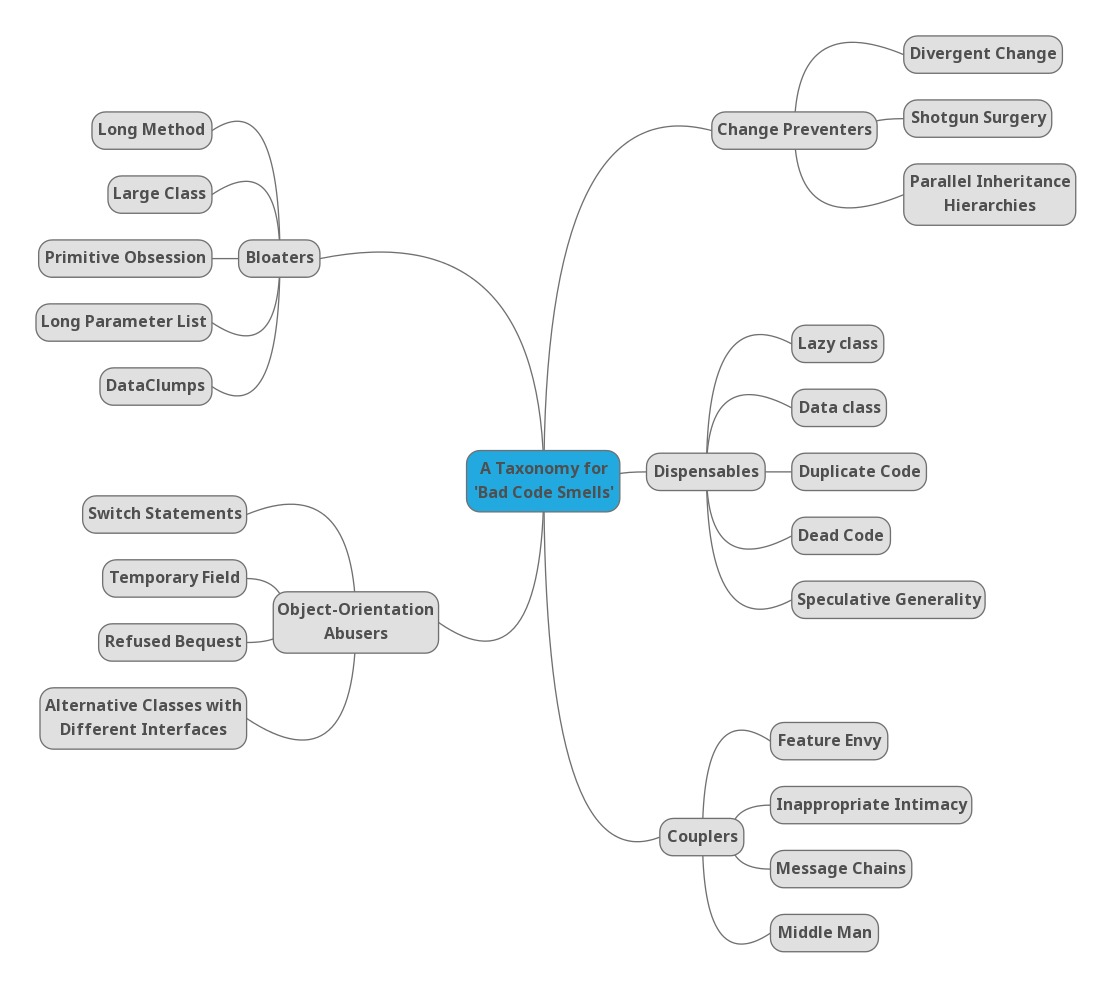 A Taxonomy for
'Bad Code Smells'
Bloaters
Long Method
Large Class
Primitive Obsession
Long Parameter List
DataClumps
Object-Orientation
Abusers
Switch Statements
Temporary Field
Refused Bequest
Alternative Classes with
Different Interfaces
Change Preventers
Divergent Change
Shotgun Surgery
Parallel Inheritance
Hierarchies
Dispensables
Lazy class
Data class
Duplicate Code
Dead Code
Speculative Generality
Couplers
Feature Envy
Inappropriate Intimacy
Message Chains
Middle Man